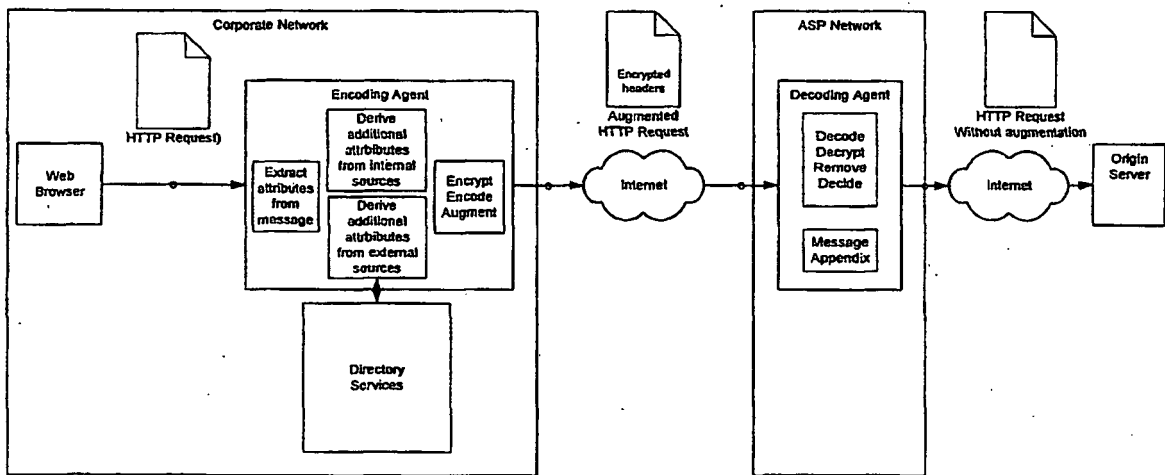 Corporate Network
HTTP Request)
Web
Browser
Encoding Agent
Extract
attributes
from
message
Derive
additional
attrbiutes
from internal
sources
Derive
additional
attrbiutes
from external
sources
Encrypt
Encode
Augment
Directory
Services
Encrypted
headers
Augmented
HTTP Request
Internet
ASP Network
Decoding Agent
Decode
Decrypt
Remove
Decide
Message
Appendix
HTTP Request
Without augmentation
Internet
Origin
Server